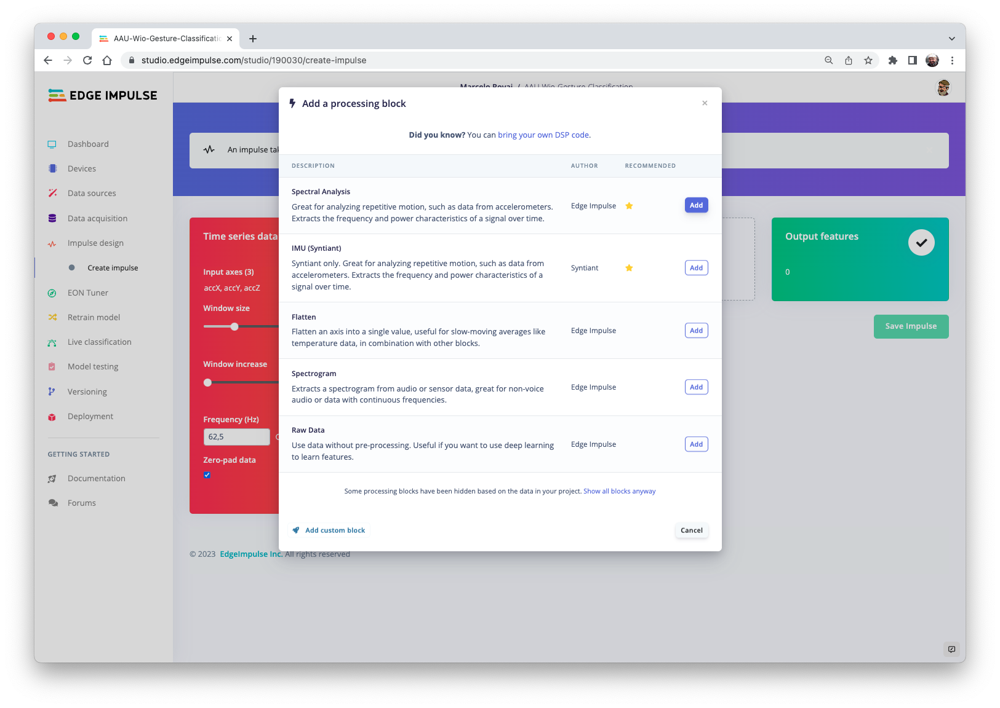 AAU-Wio-Gesture-Classificatio
studio.edgeimpulse.com/studio/190030/create-impulse
EDGE IMPULSE
Dashboard
Devices
Data sources
Data acquisition
Impulse design
Create impulse
EON Tuner
Retrain model
Live classification
Model testing
Versioning
Deployment
GETTING STARTED
Documentation
Forums
Marcelo Rovai / AAU-Wio-Gesture-Classification
An impulse tak
Time series data
Input axes (3)
accX, accY, accZ
Window size
Window increase
Frequency (Hz)
62,5
Zero-pad data
Add a processing block
Did you know? You can bring your own DSP code.
DESCRIPTION AUTHOR RECOMMENDED
Spectral Analysis
Great for analyzing repetitive motion, such as data from accelerometers.
Extracts the frequency and power characteristics of a signal over time.
Edge Impulse
Add
IMU (Syntiant)
Syntiant only. Great for analyzing repetitive motion, such as data from
accelerometers. Extracts the frequency and power characteristics of a
signal over time.
Syntiant
Add
Flatten
Flatten an axis into a single value, useful for slow-moving averages like
temperature data, in combination with other blocks.
Edge Impulse
Add
Spectrogram
Extracts a spectrogram from audio or sensor data, great for non-voice
audio or data with continuous frequencies.
Edge Impulse
Add
Raw Data
Use data without pre-processing. Useful if you want to use deep learning
to learn features.
Edge Impulse
Add
Some processing blocks have been hidden based on the data in your project. Show all blocks anyway
Add custom block
Cancel
Output features
0
Save Impulse
© 2023 EdgeImpulse Inc. All rights reserved